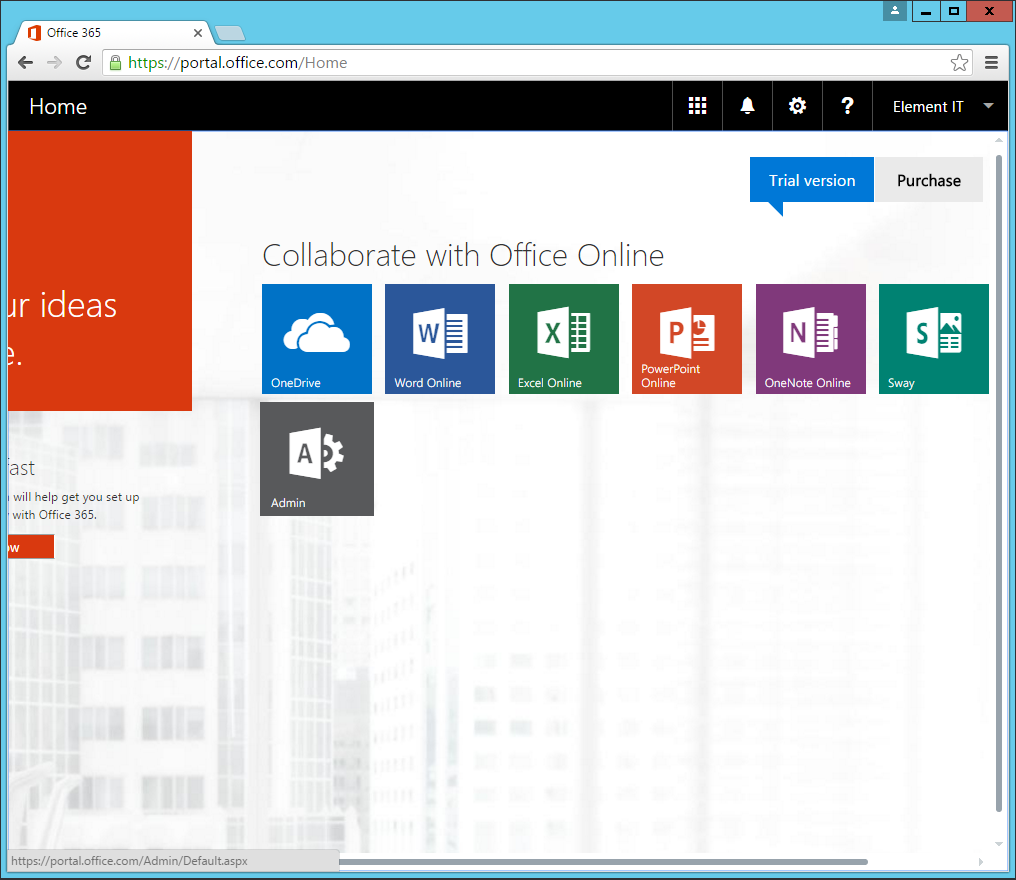 Office 365
https://portal.office.com/Home
Home
?
Element IT
Trial version
Purchase
ur ideas
e.
Collaborate with Office Online
W
X
P
N
S
OneDrive
Word Online
Excel Online
PowerPoint
Online
OneNote Online
Sway
A
Admin
fast
will help get you set up
with Office 365.
ow
https://portal.office.com/Admin/Default.aspx